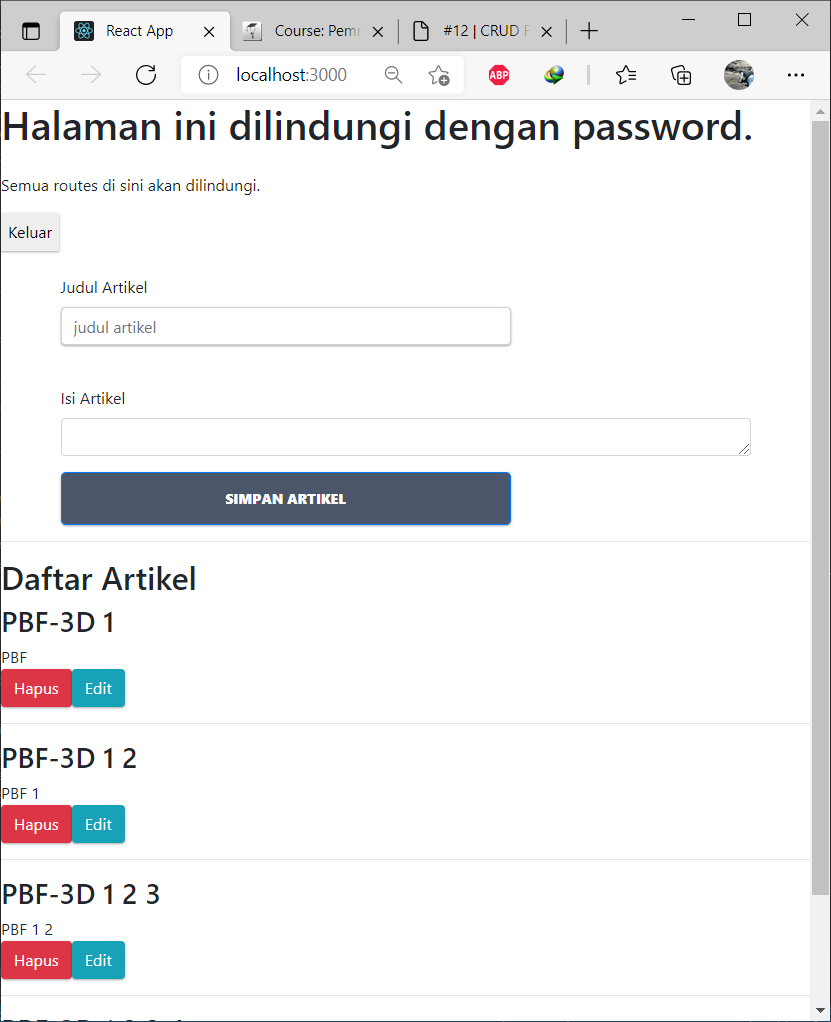 React App
Course: Pem
#12 | CRUD F
localhost:3000
ABP
Halaman ini dilindungi dengan password.
Semua routes di sini akan dilindungi.
Keluar
Judul Artikel
judul artikel
Isi Artikel
SIMPAN ARTIKEL
Daftar Artikel
PBF-3D 1
PBF
Hapus Edit
PBF-3D 1 2
PBF 1
Hapus Edit
PBF-3D 1 2 3
PBF 1 2
Hapus Edit